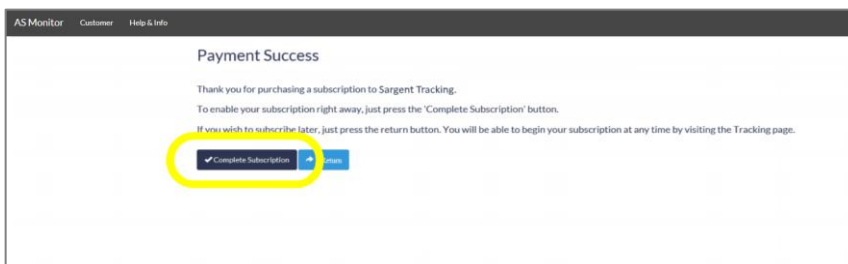 AS Monitor Customer Help & Info
Payment Success
Thank you for purchasing a subscription to Sargent Tracking.
To enable your subscription right away, just press the 'Complete Subscription' button.
If you wish to subscribe later, just press the return button. You will be able to begin your subscription at any time by visiting the Tracking page.
Complete Subscription Return